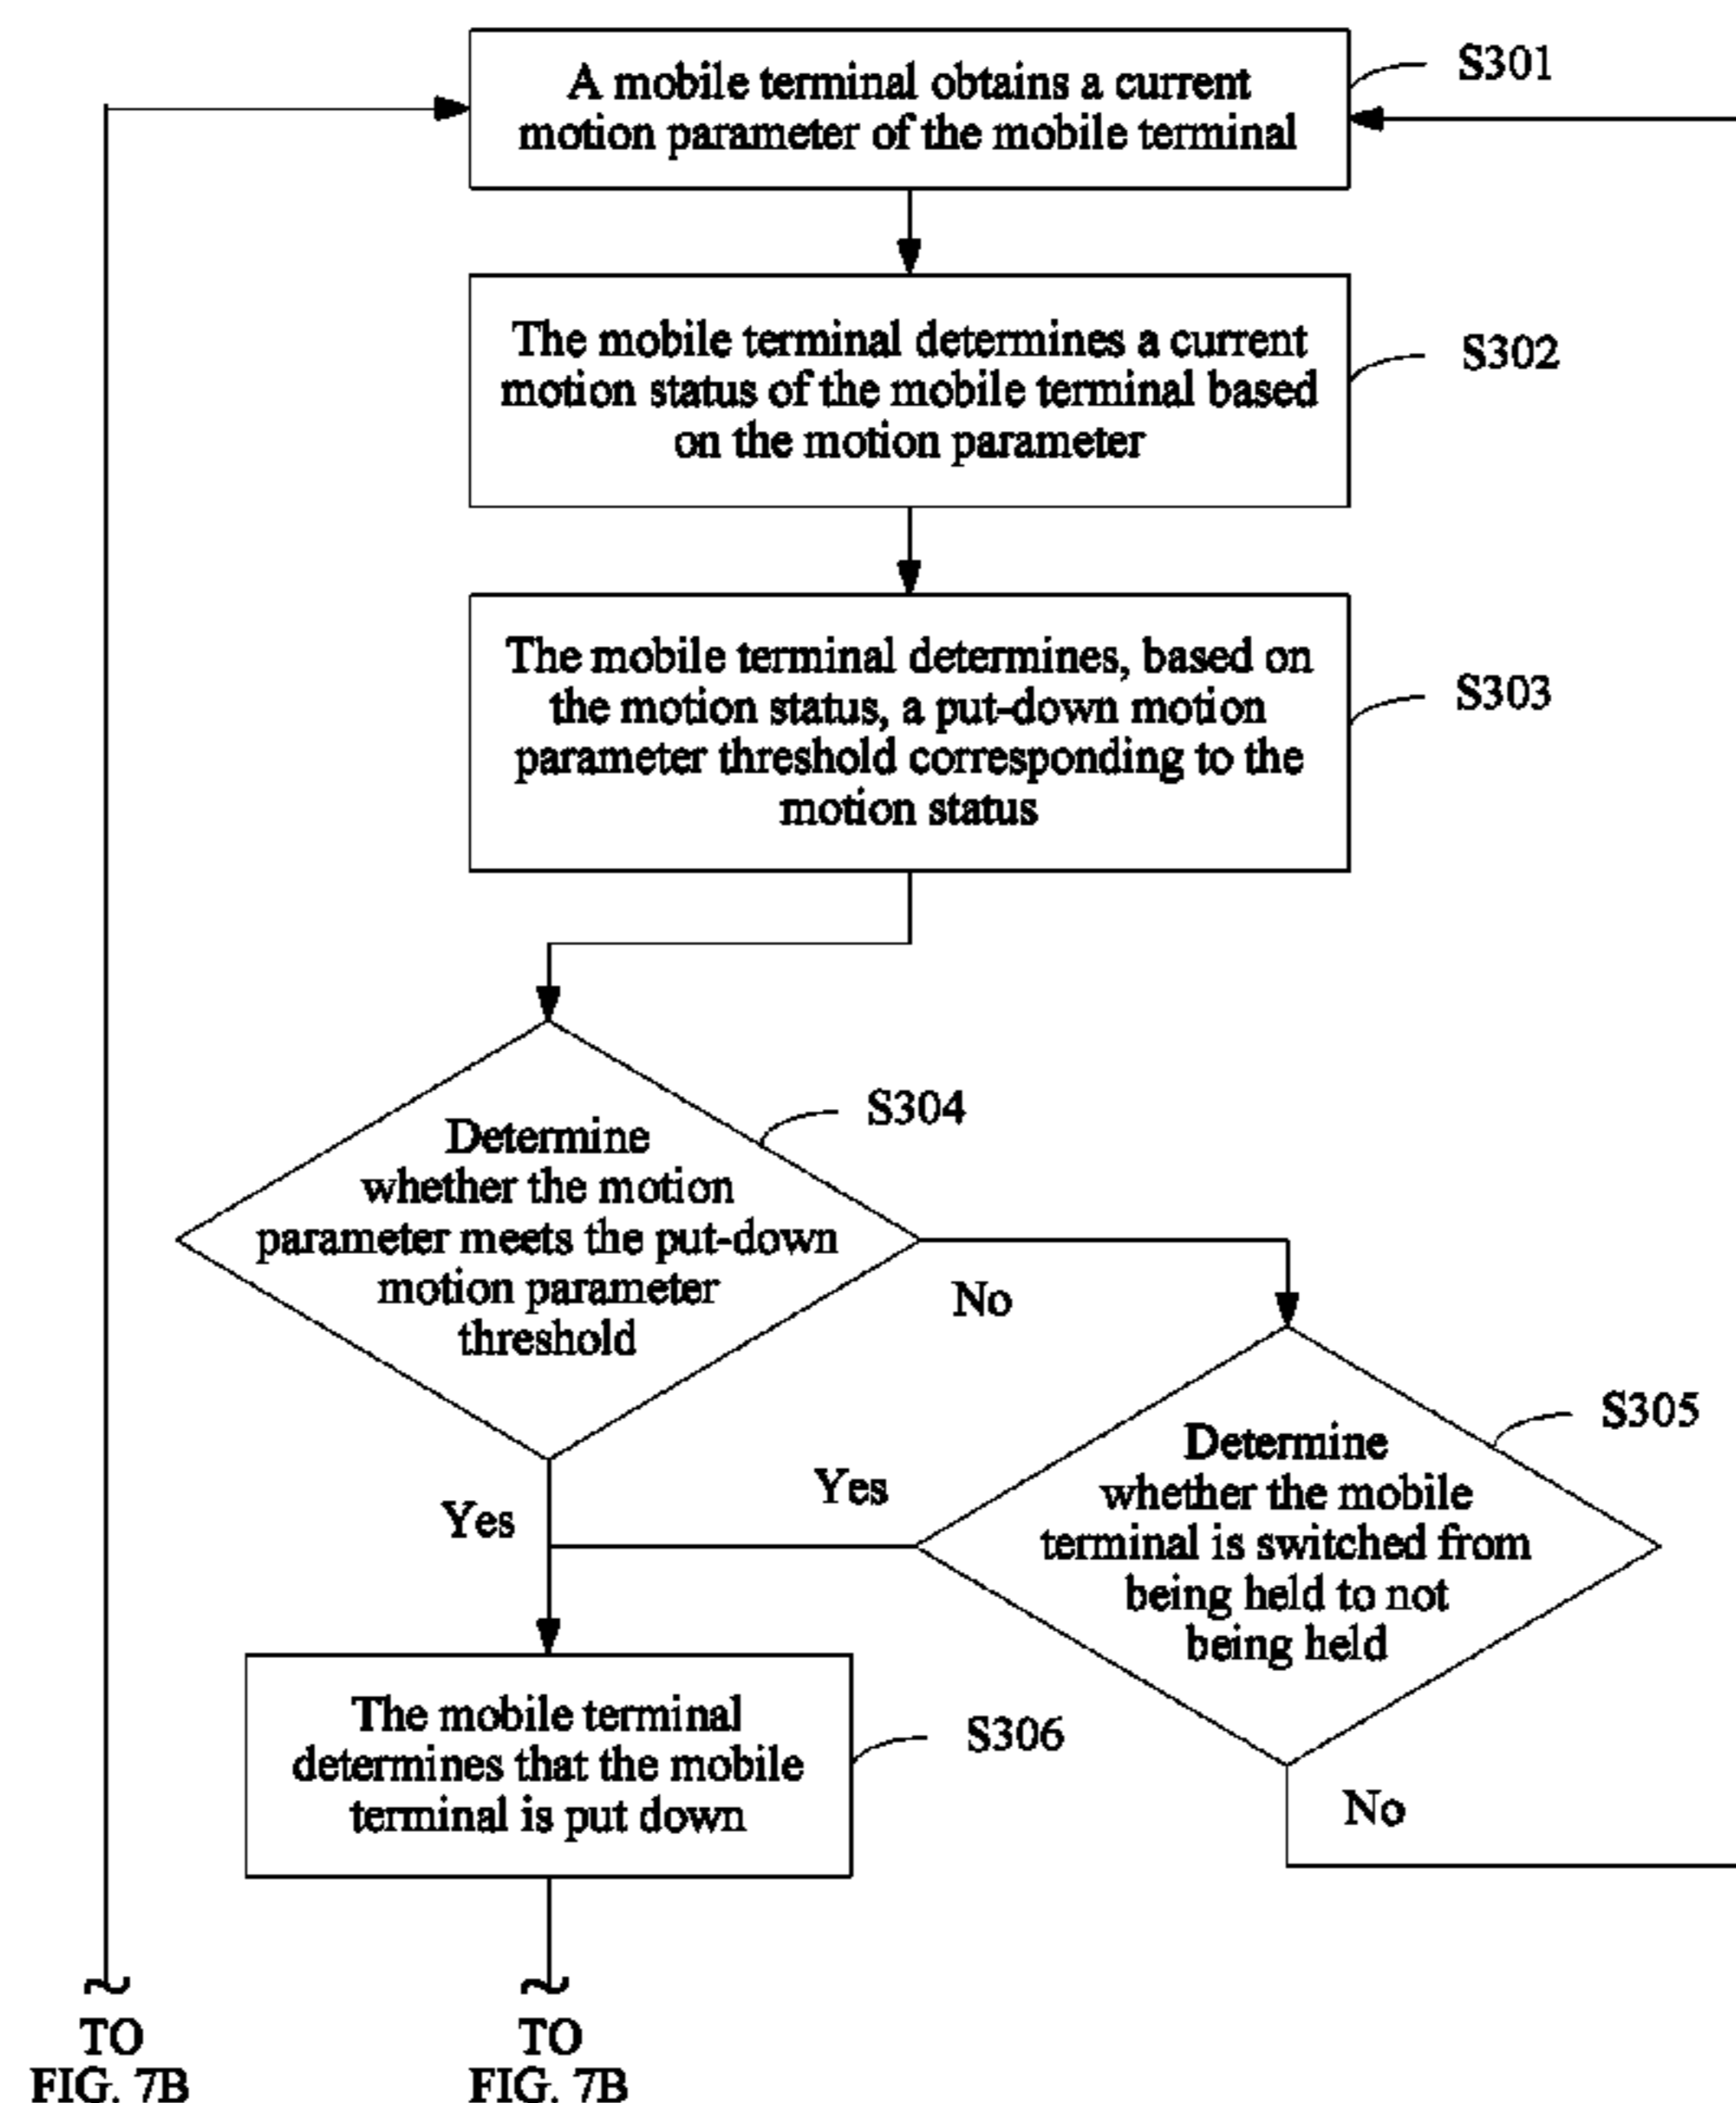 A mobile terminal obtains a current
motion parameter of the mobile terminal
S301
The mobile terminal determines a current
motion status of the mobile terminal based
on the motion parameter
S302
The mobile terminal determines, based on
the motion status, a put-down motion
parameter threshold corresponding to the
motion status
S303
S304
Determine
whether the motion
parameter meets the put-down
motion parameter
threshold
No
Yes
S305
Determine
whether the mobile
terminal is switched from
being held to not
being held
Yes
No
The mobile terminal
determines that the mobile
terminal is put down
S306
TO
FIG. 7B
TO
FIG. 7B